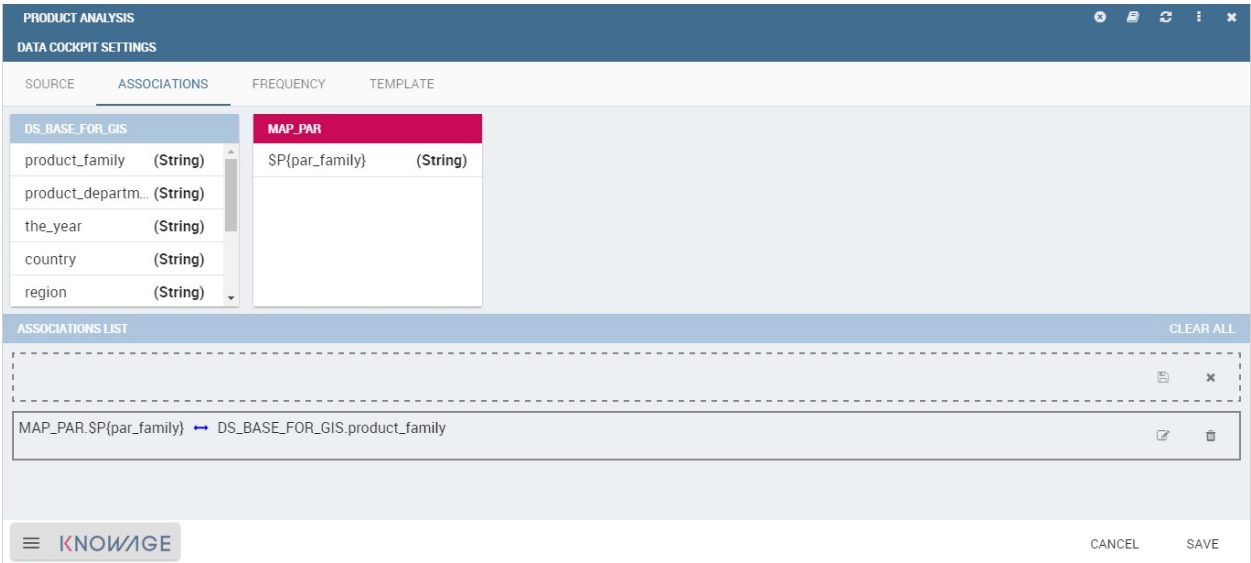 PRODUCT ANALYSIS
DATA COCKPIT SETTINGS
SOURCE ASSOCIATIONS FREQUENCY TEMPLATE
DS_BASE_FOR_GIS MAP_PAR
product_family (String) $P{par_family} (String)
product_departm... (String)
the_year (String)
country (String)
region (String)
ASSOCIATIONS LIST CLEAR ALL
MAP_PAR.$P{par_family} ↔ DS_BASE_FOR_GIS.product_family
KNOWAGE CANCEL SAVE